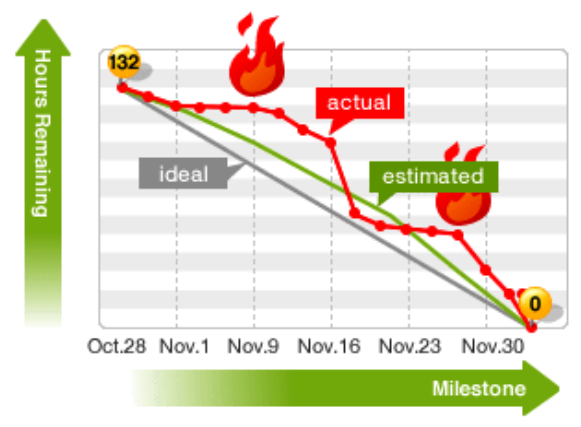 Hours Remaining
132
actual
ideal
estimated
0
Oct.28 Nov.1 Nov.9 Nov.16 Nov.23 Nov.30
Milestone